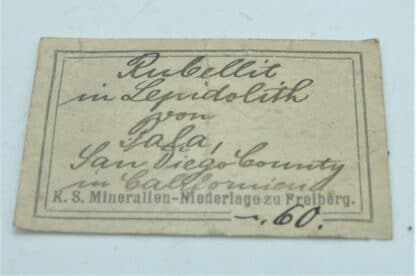 Rubellit
in Lepidolith
von
Pala,
San Diego County
in Californien
K. S. Mineralien-Niederlage zu Freiberg.
—.60.